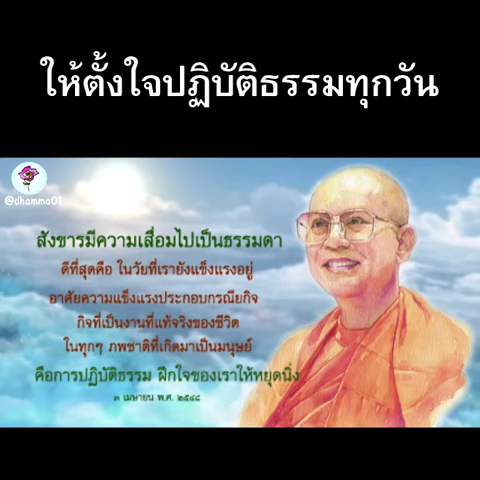 ให้ตั้งใจปฏิบัติธรรมทุกวัน
@dhamma01
สังขารมีความเสื่อมไปเป็นธรรมดา
ดีที่สุดคือ ในวัยที่เรายังแข็งแรงอยู่
อาศัยความแข็งแรงประกอบกรณียกิจ
กิจที่เป็นงานที่แท้จริงของชีวิต
ในทุกๆ ภพชาติที่เกิดมาเป็นมนุษย์
คือการปฏิบัติธรรม ฝึกใจของเราให้หยุดนิ่ง
๓ เมษายน พ.ศ. ๒๕๔๘